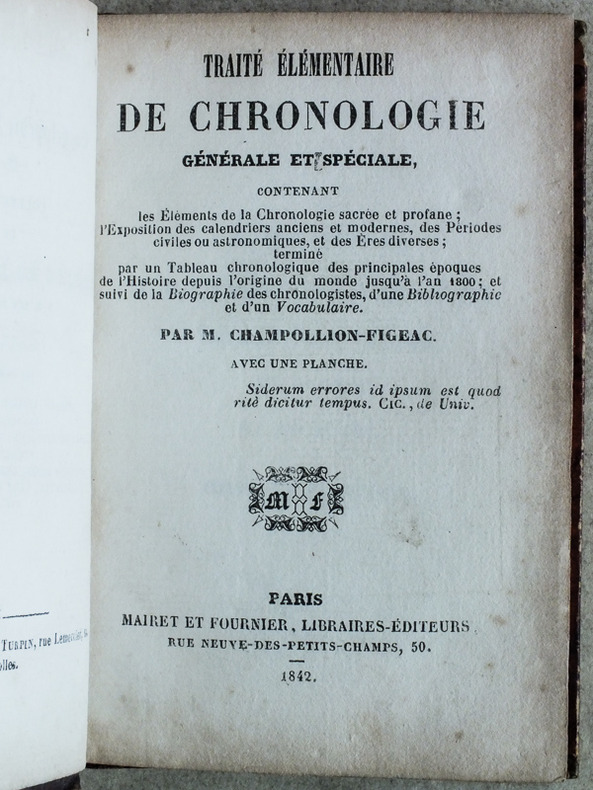 TRAITÉ ÉLÉMENTAIRE
DE CHRONOLOGIE
GÉNÉRALE ET SPÉCIALE,
CONTENANT
les Éléments de la Chronologie sacrée et profane ;
l'Exposition des calendriers anciens et modernes, des Périodes
civiles ou astronomiques, et des Ères diverses ;
terminé
par un Tableau chronologique des principales époques
de l'Histoire depuis l'origine du monde jusqu'à l'an 1800 ; et
suivi de la Biographie des chronologistes, d'une Bibliographie
et d'un Vocabulaire.
PAR M. CHAMPOLLION-FIGEAC.
AVEC UNE PLANCHE.
Siderum errores id ipsum est quod
ritè dicitur tempus. CIC., de Univ.
M F
PARIS
MAIRET ET FOURNIER, LIBRAIRES-ÉDITEURS,
RUE NEUVE-DES-PETITS-CHAMPS, 50.
1842.
TURPIN, rue
olles.